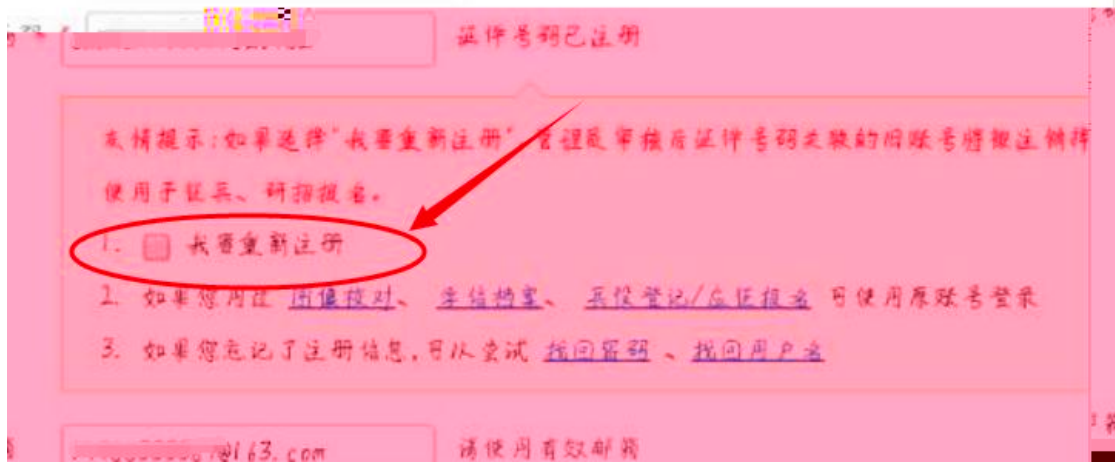 证件号码已注册
友情提示:如果选择“我要重新注册”管理员审核后证件号码关联的旧账号将被注销
使用于征兵、研招报名。
1. 我要重新注册
2. 如果您用过 图像校对、 学信档案、 兵役登记/应征报名 可使用原账号登录
3. 如果您忘记了注册信息,可以尝试 找回密码 、找回用户名
@163.com
请使用有效邮箱